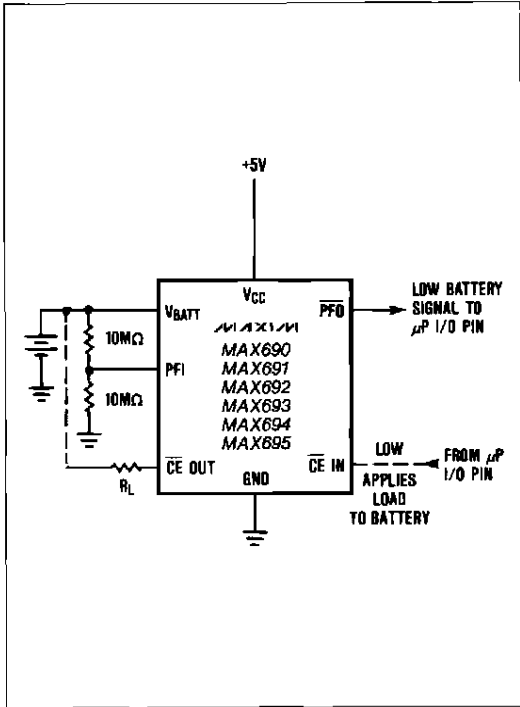 +5V
VCC
VBATT
PFO
LOW BATTERY
SIGNAL TO
μP I/O PIN
MAXIM
10MΩ
MAX690
PFI
MAX691
MAX692
10MΩ
MAX693
MAX694
MAX695
CE OUT
CE IN
LOW
FROM μP
I/O PIN
RL
GND
APPLIES
LOAD
TO BATTERY